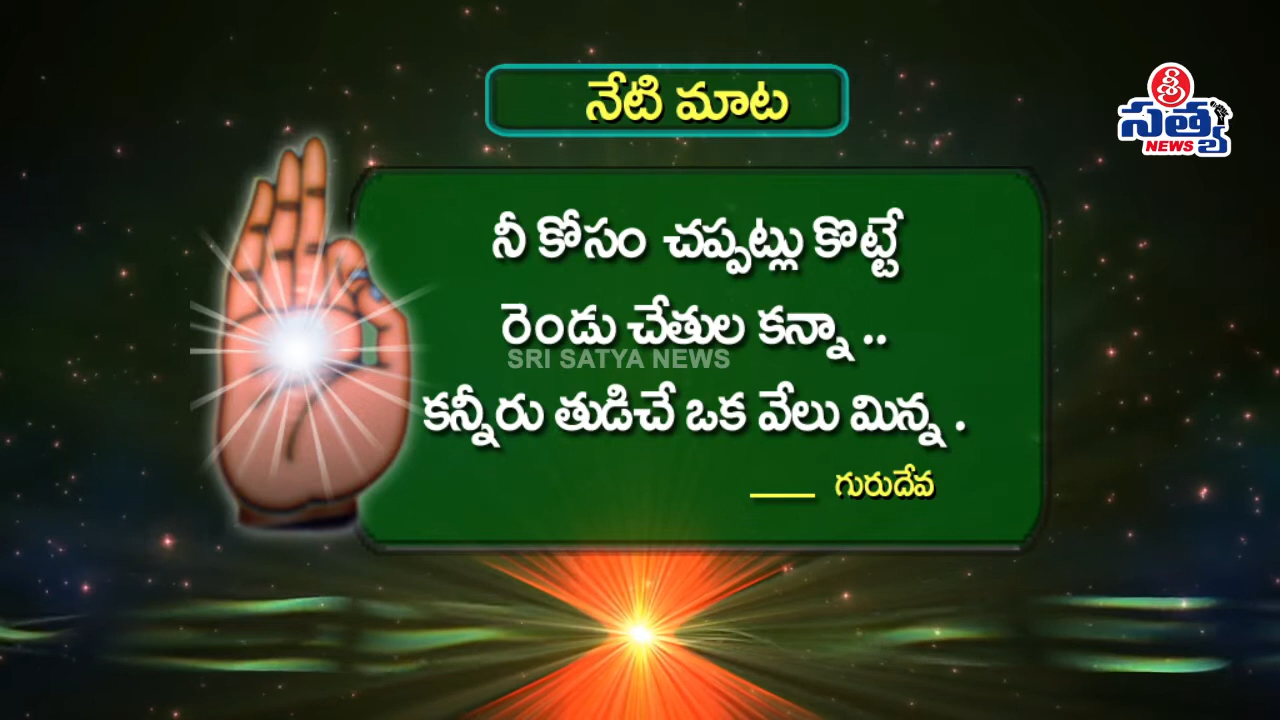 నేటి మాట
శ్రీ
సత్య
NEWS
నీ కోసం చప్పట్లు కొట్టే
రెండు చేతుల కన్నా ..
SRI SATYA NEWS
కన్నీరు తుడిచే ఒక వేలు మిన్న .
___ గురుదేవ